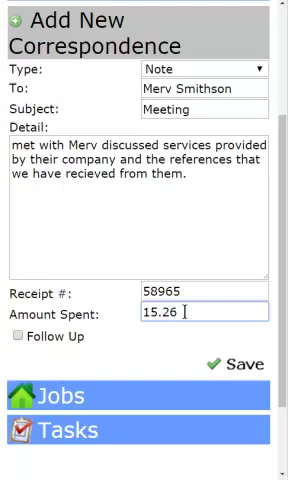 Add New
Correspondence
Type: Note
To: Merv Smithson
Subject: Meeting
Detail:
met with Merv discussed services provided
by their company and the references that
we have recieved from them.
Receipt #: 58965
Amount Spent: 15.26
Follow Up
Save
Jobs
Tasks